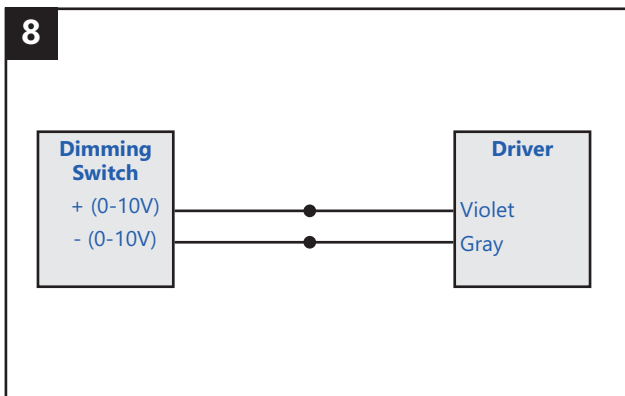 8
Dimming
Switch
+ (0-10V)
- (0-10V)
Driver
Violet
Gray